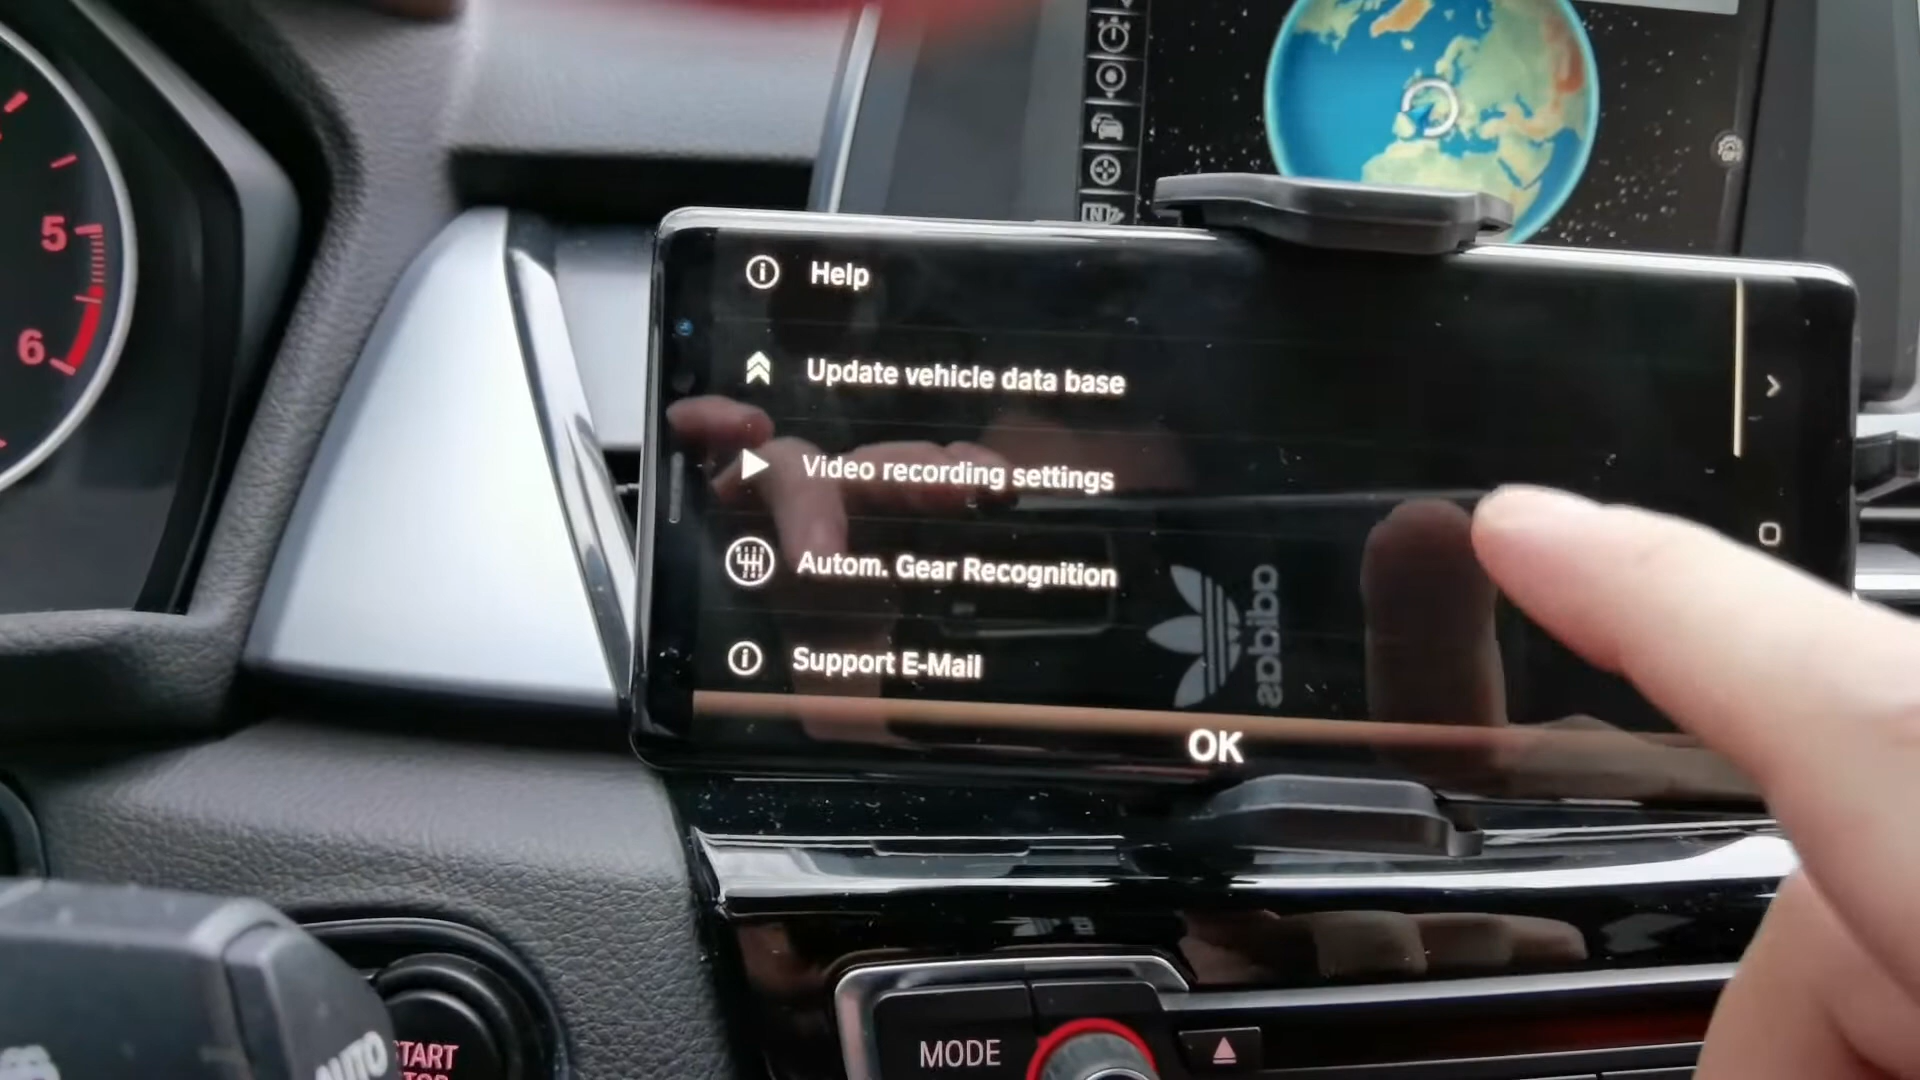 5
6
Help
Update vehicle data base
Video recording settings
Autom. Gear Recognition
Support E-Mail
adidas
OK
MODE
START
AUTO